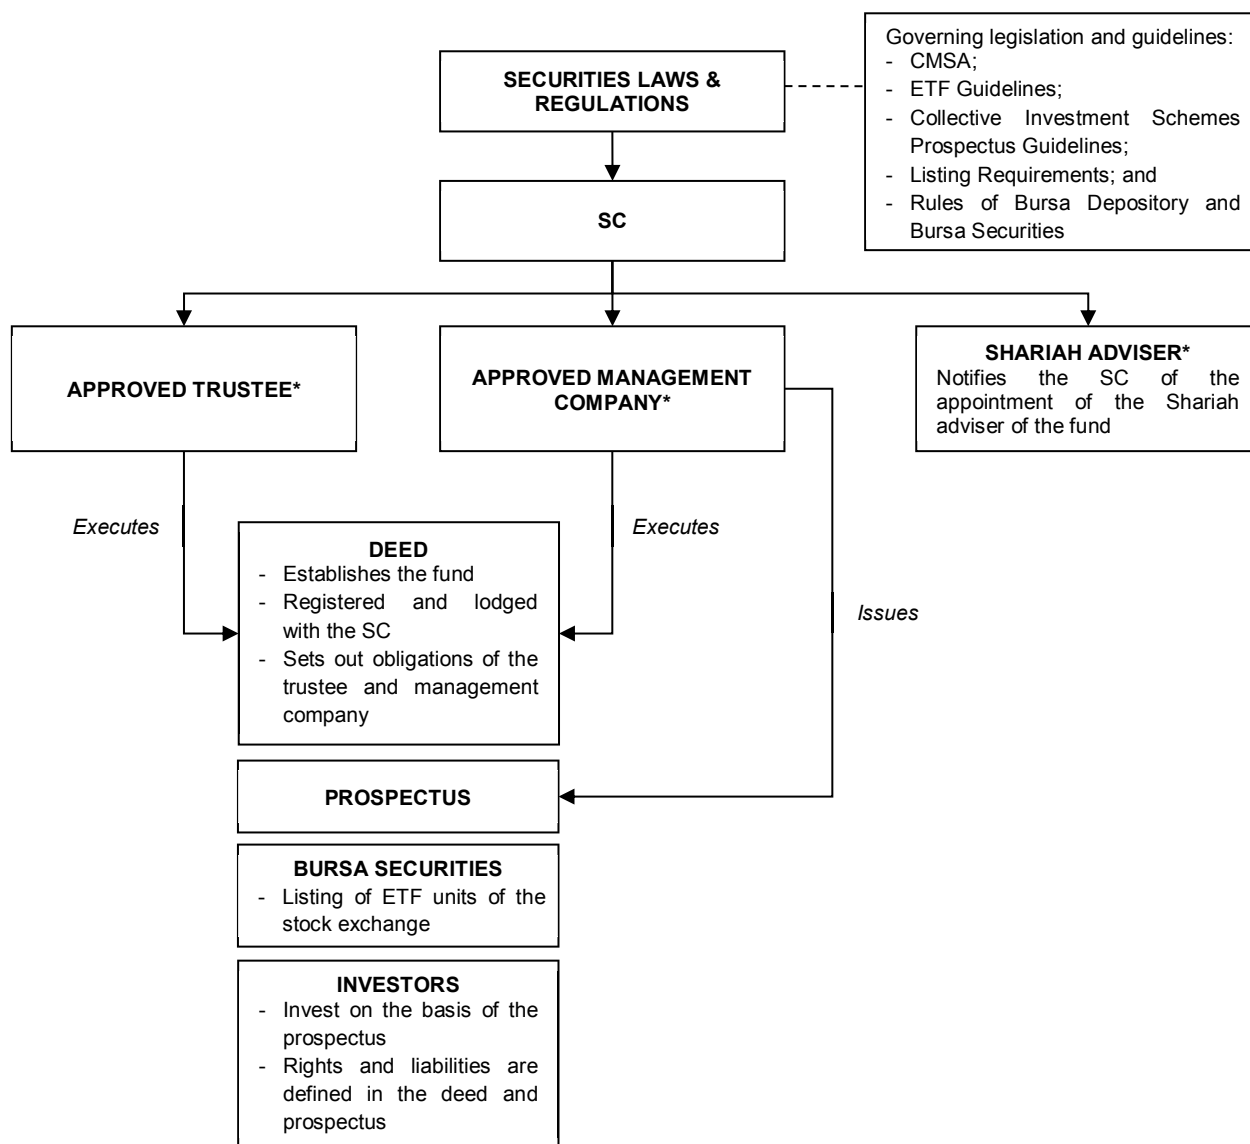 SECURITIES LAWS &
REGULATIONS
Governing legislation and guidelines:
- CMSA;
- ETF Guidelines;
- Collective Investment Schemes
Prospectus Guidelines;
- Listing Requirements; and
- Rules of Bursa Depository and
Bursa Securities
SC
APPROVED TRUSTEE*
APPROVED MANAGEMENT
COMPANY*
SHARIAH ADVISER*
Notifies the SC of the
appointment of the Shariah
adviser of the fund
Executes
Executes
Issues
DEED
- Establishes the fund
- Registered and lodged
with the SC
- Sets out obligations of the
trustee and management
company
PROSPECTUS
BURSA SECURITIES
- Listing of ETF units of the
stock exchange
INVESTORS
- Invest on the basis of the
prospectus
- Rights and liabilities are
defined in the deed and
prospectus